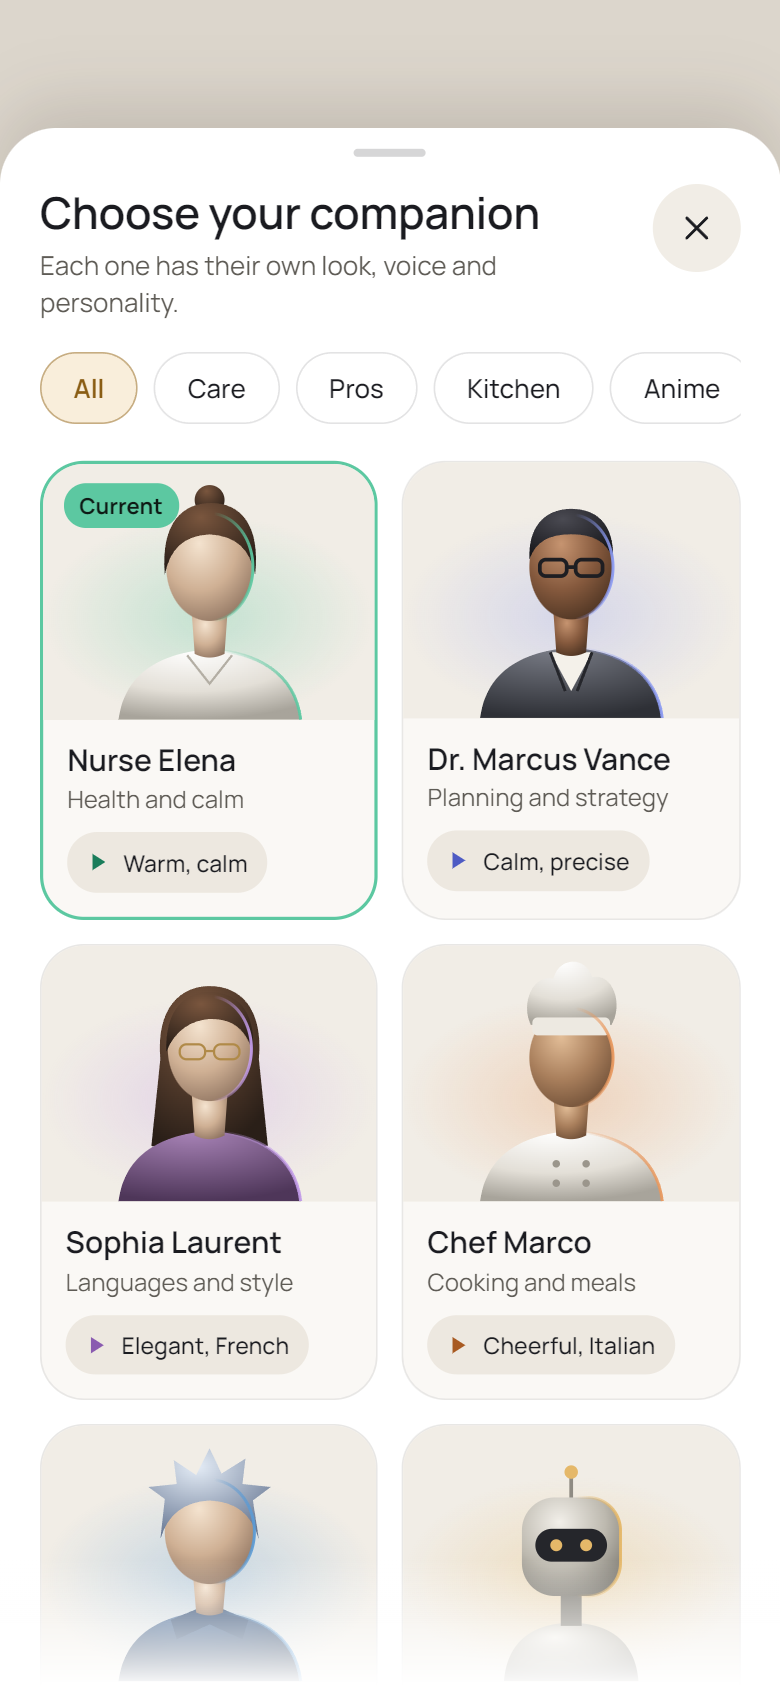 Choose your companion
Each one has their own look, voice and
personality.
All
Care
Pros
Kitchen
Anime
Current
Nurse Elena
Health and calm
Warm, calm
Dr. Marcus Vance
Planning and strategy
Calm, precise
Sophia Laurent
Languages and style
Elegant, French
Chef Marco
Cooking and meals
Cheerful, Italian